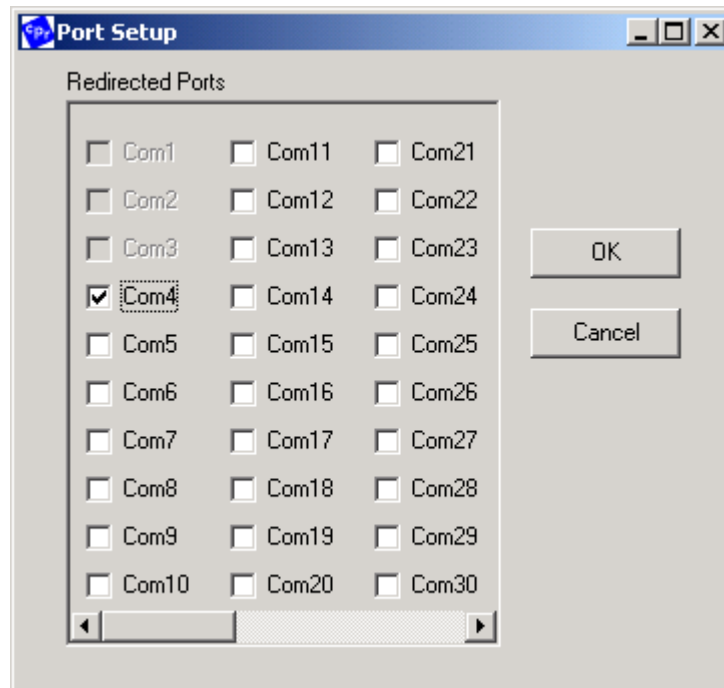 CPr Port Setup
Redirected Ports
Com1 Com11 Com21
Com2 Com12 Com22
Com3 Com13 Com23
Com4 Com14 Com24
Com5 Com15 Com25
Com6 Com16 Com26
Com7 Com17 Com27
Com8 Com18 Com28
Com9 Com19 Com29
Com10 Com20 Com30
OK
Cancel